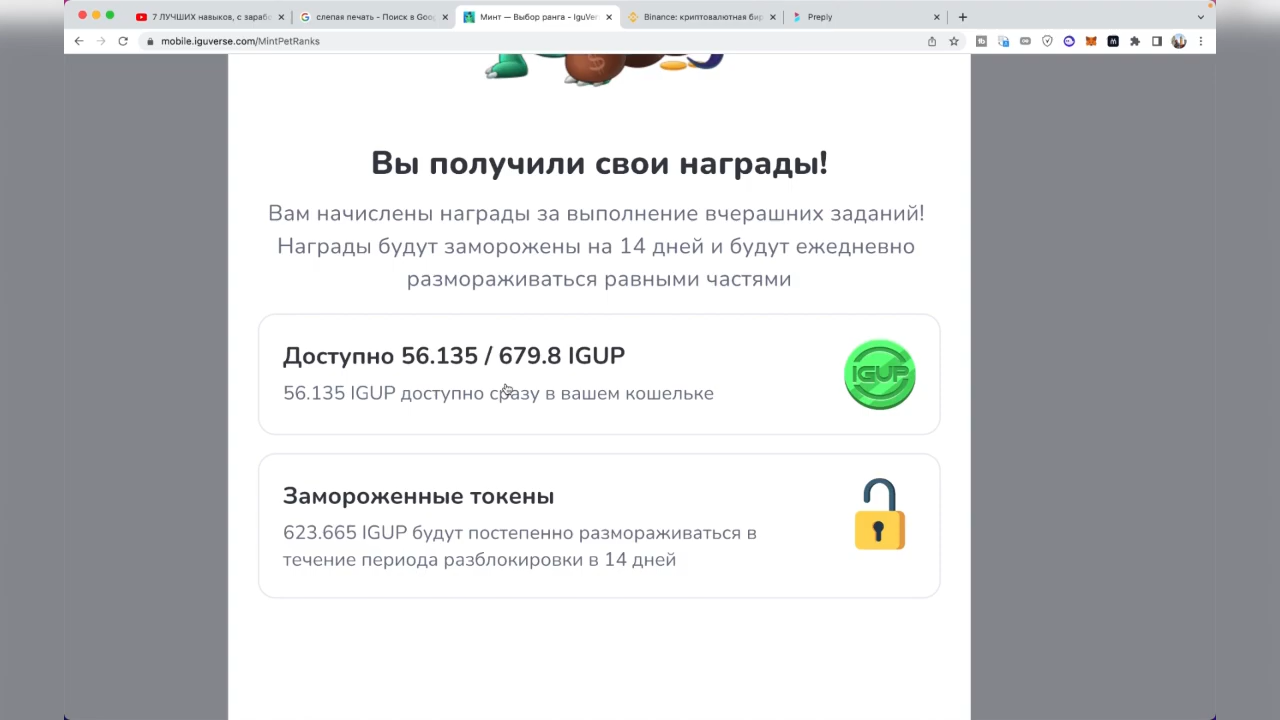 7 ЛУЧШИХ навыков, с зарабо
слепая печать - Поиск в Goo
Минт — Выбор ранга - IguVer
Binance: криптовалютная бир
Preply
mobile.iguverse.com/MintPetRanks
Вы получили свои награды!
Вам начислены награды за выполнение вчерашних заданий!
Награды будут заморожены на 14 дней и будут ежедневно
размораживаться равными частями
Доступно 56.135 / 679.8 IGUP
56.135 IGUP доступно сразу в вашем кошельке
IGUP
Замороженные токены
623.665 IGUP будут постепенно размораживаться в
течение периода разблокировки в 14 дней